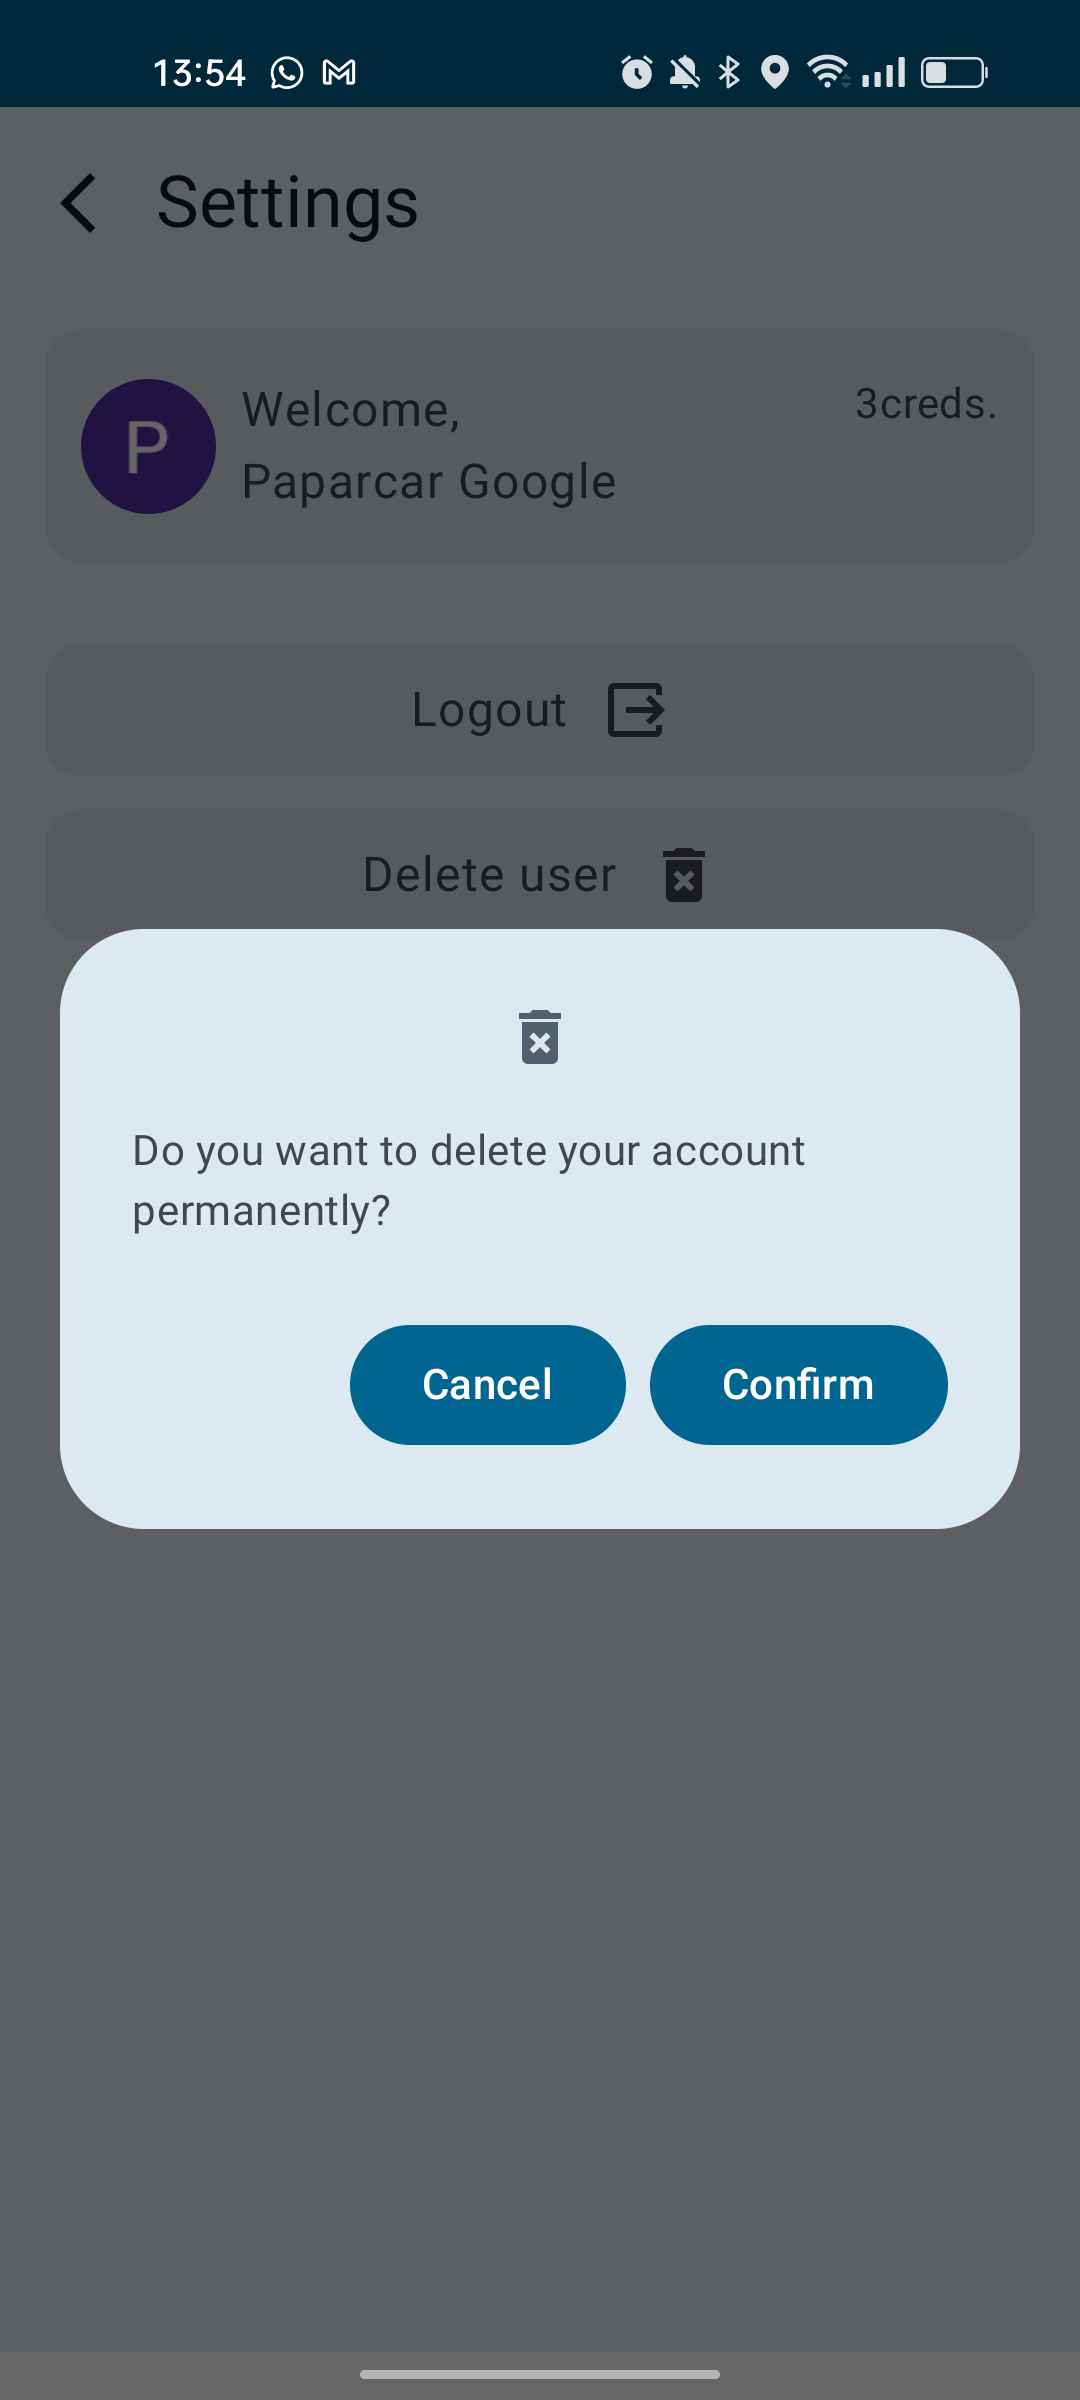 13:54
Settings
P
Welcome,
3creds.
Paparcar Google
Logout
Delete user
Do you want to delete your account
permanently?
Cancel
Confirm